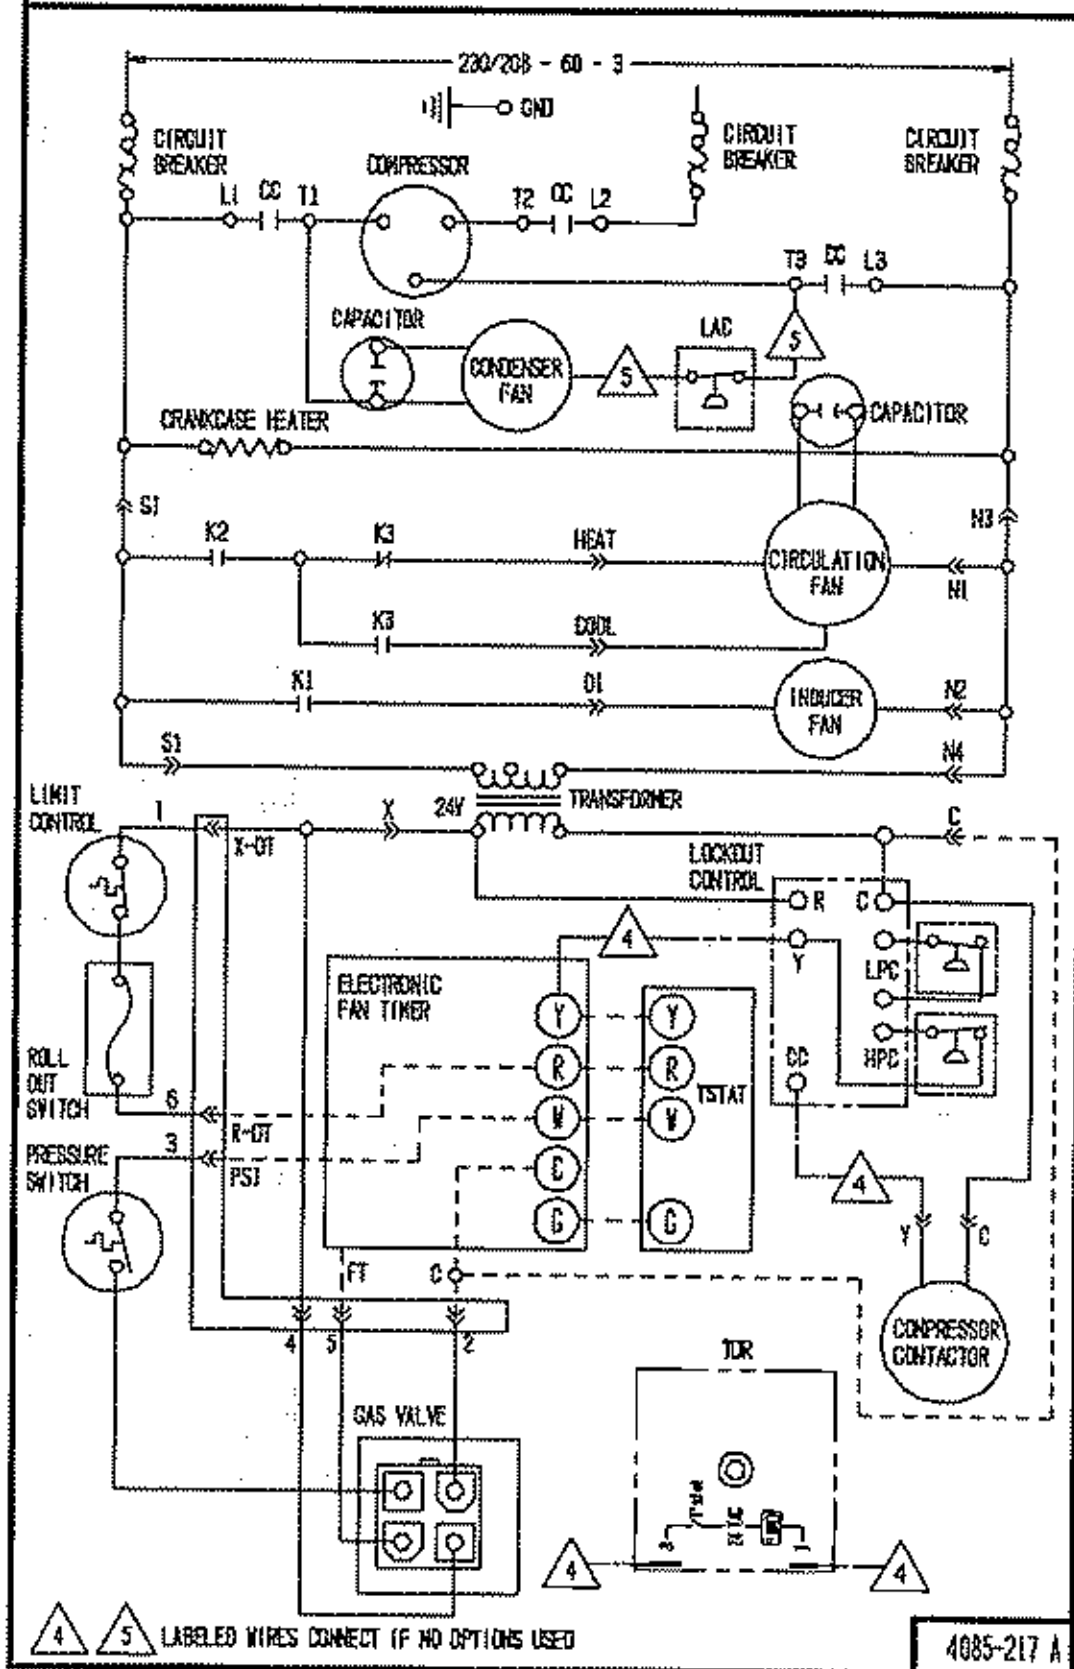 230/208 - 60 - 3
GND
CIRCUIT
BREAKER
COMPRESSOR
CIRCUIT
BREAKER
CIRCUIT
BREAKER
L1 CC T1
T2 CC L2
T3 CC L3
CAPACITOR
LAC
5
CONDENSER
FAN
5
CRANKCASE HEATER
CAPACITOR
S1
N3
K2
K3
HEAT
CIRCULATION
FAN
N1
K3
COOL
K1
O1
INDUCER
FAN
N2
S1
N4
LIMIT
CONTROL
1
X-OT
X
24V
TRANSFORMER
C
LOCKOUT
CONTROL
R
C
4
Y
LPC
ELECTRONIC
FAN TIMER
Y
Y
HPC
ROLL
OUT
SWITCH
R
R
TSTAT
CC
6
R-OT
W
W
PRESSURE
SWITCH
3
PS1
C
4
G
G
Y
C
FT
C
4
5
2
COMPRESSOR
CONTACTOR
TDR
GAS VALVE
Tstat
24 VAC
3
1
4
4
4
5
LABELED WIRES CONNECT IF NO OPTIONS USED
4085-217 A